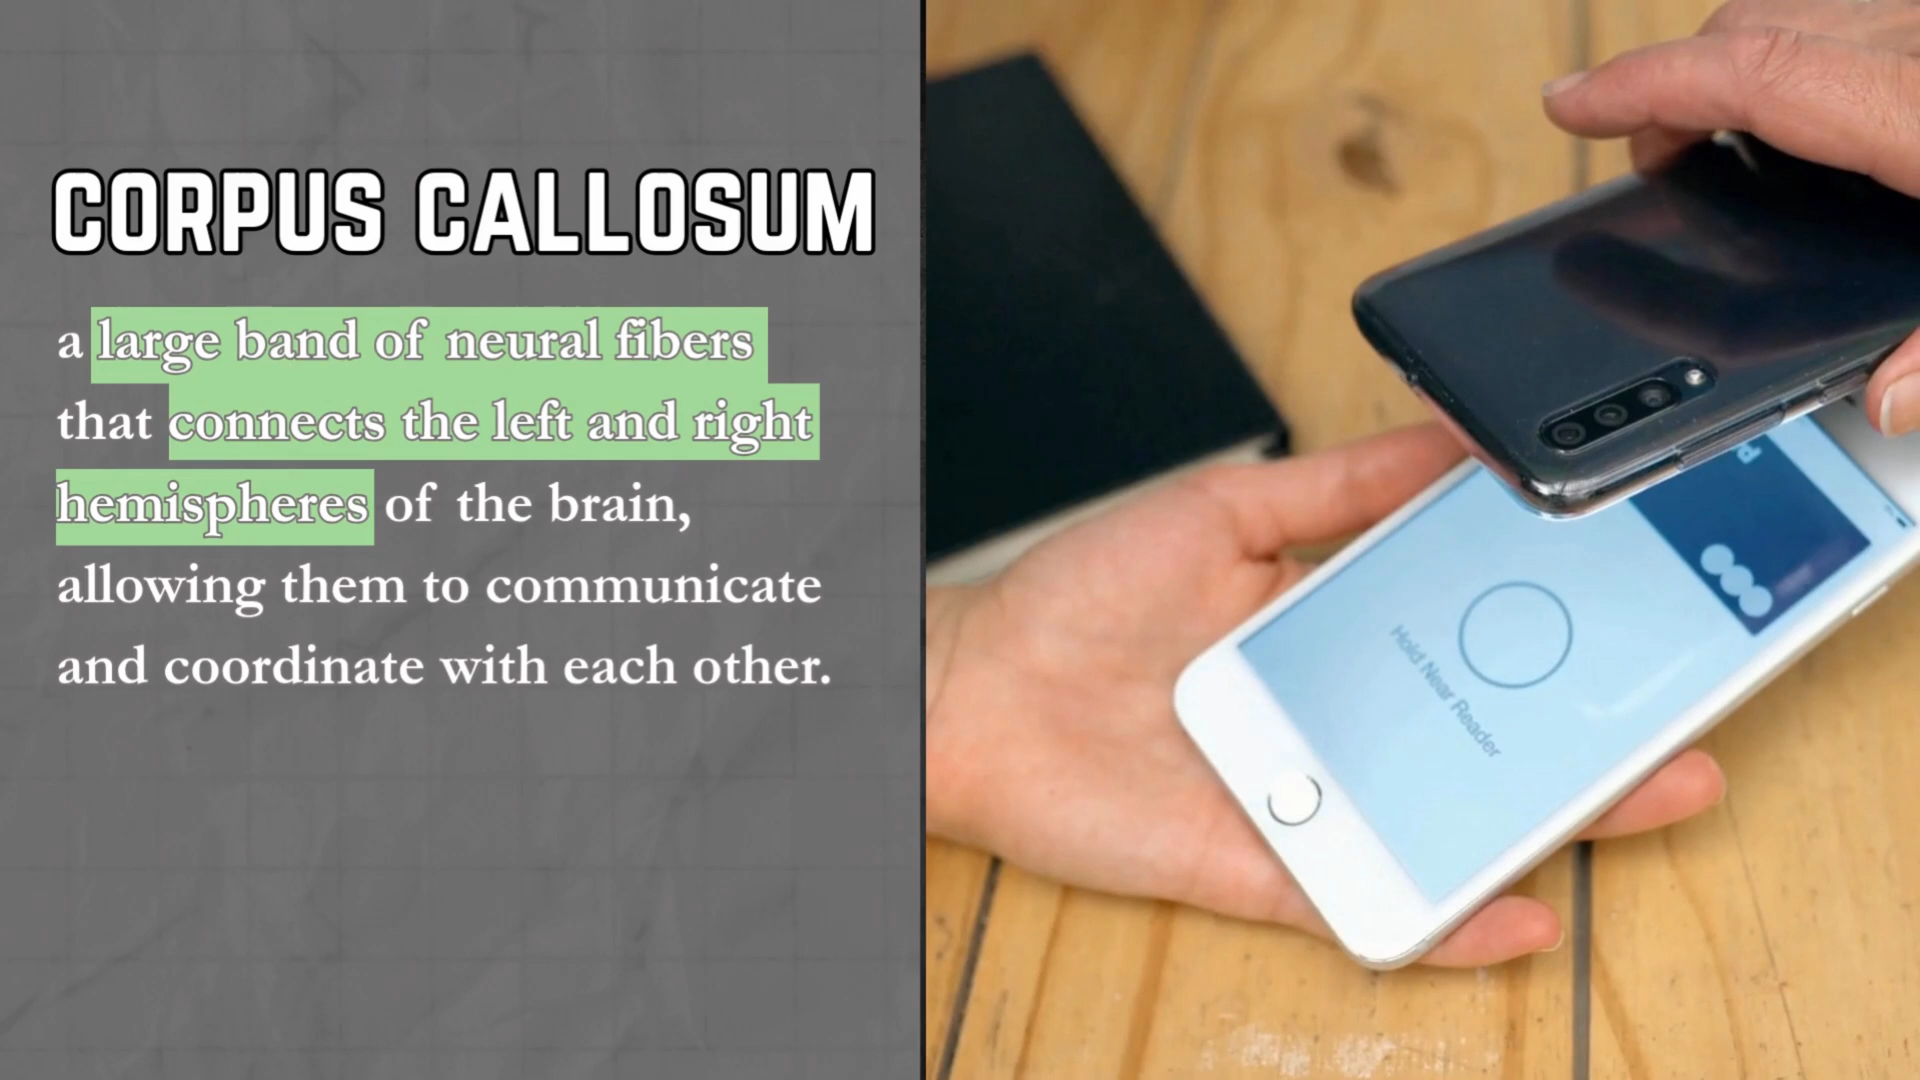 CORPUS CALLOSUM
a large band of neural fibers
that connects the left and right
hemispheres of the brain,
allowing them to communicate
and coordinate with each other.
Hold Near Reader